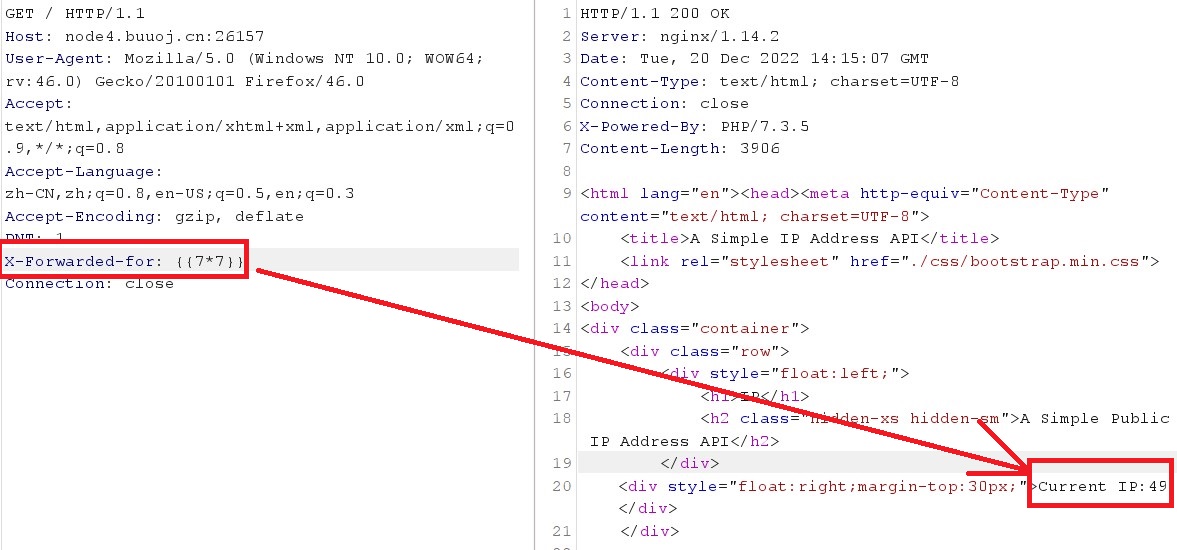 GET / HTTP/1.1
Host: node4.buuoj.cn:26157
User-Agent: Mozilla/5.0 (Windows NT 10.0; WOW64;
rv:46.0) Gecko/20100101 Firefox/46.0
Accept:
text/html,application/xhtml+xml,application/xml;q=0
.9,*/*;q=0.8
Accept-Language:
zh-CN,zh;q=0.8,en-US;q=0.5,en;q=0.3
Accept-Encoding: gzip, deflate
DNT: 1
X-Forwarded-for: {{7*7}}
Connection: close
1 HTTP/1.1 200 OK
2 Server: nginx/1.14.2
3 Date: Tue, 20 Dec 2022 14:15:07 GMT
4 Content-Type: text/html; charset=UTF-8
5 Connection: close
6 X-Powered-By: PHP/7.3.5
7 Content-Length: 3906
8
9 <html lang="en"><head><meta http-equiv="Content-Type"
content="text/html; charset=UTF-8">
10 <title>A Simple IP Address API</title>
11 <link rel="stylesheet" href="./css/bootstrap.min.css">
12 </head>
13 <body>
14 <div class="container">
15 <div class="row">
16 <div style="float:left;">
17 <h1>IP</h1>
18 <h2 class="hidden-xs hidden-sm">A Simple Public
IP Address API</h2>
19 </div>
20 <div style="float:right;margin-top:30px;">Current IP:49
</div>
21 </div>